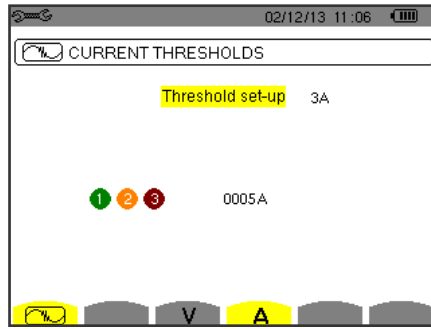 02/12/13 11:06
CURRENT THRESHOLDS
Threshold set-up 3A
1 2 3 0005A
V A